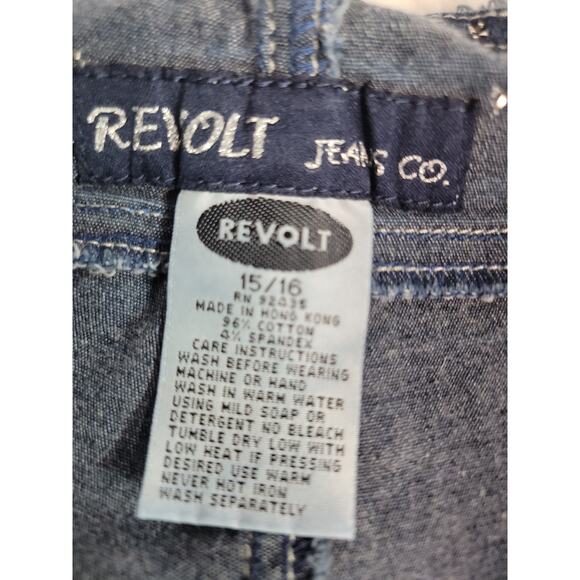 REVOLT JEANS CO.
REVOLT
15/16
RN 92435
MADE IN HONG KONG
96% COTTON
4% SPANDEX
CARE INSTRUCTIONS
WASH BEFORE WEARING
MACHINE OR HAND
WASH IN WARM WATER
USING MILD SOAP OR
DETERGENT NO BLEACH
TUMBLE DRY LOW WITH
LOW HEAT IF PRESSING
DESIRED USE WARM
NEVER HOT IRON
WASH SEPARATELY